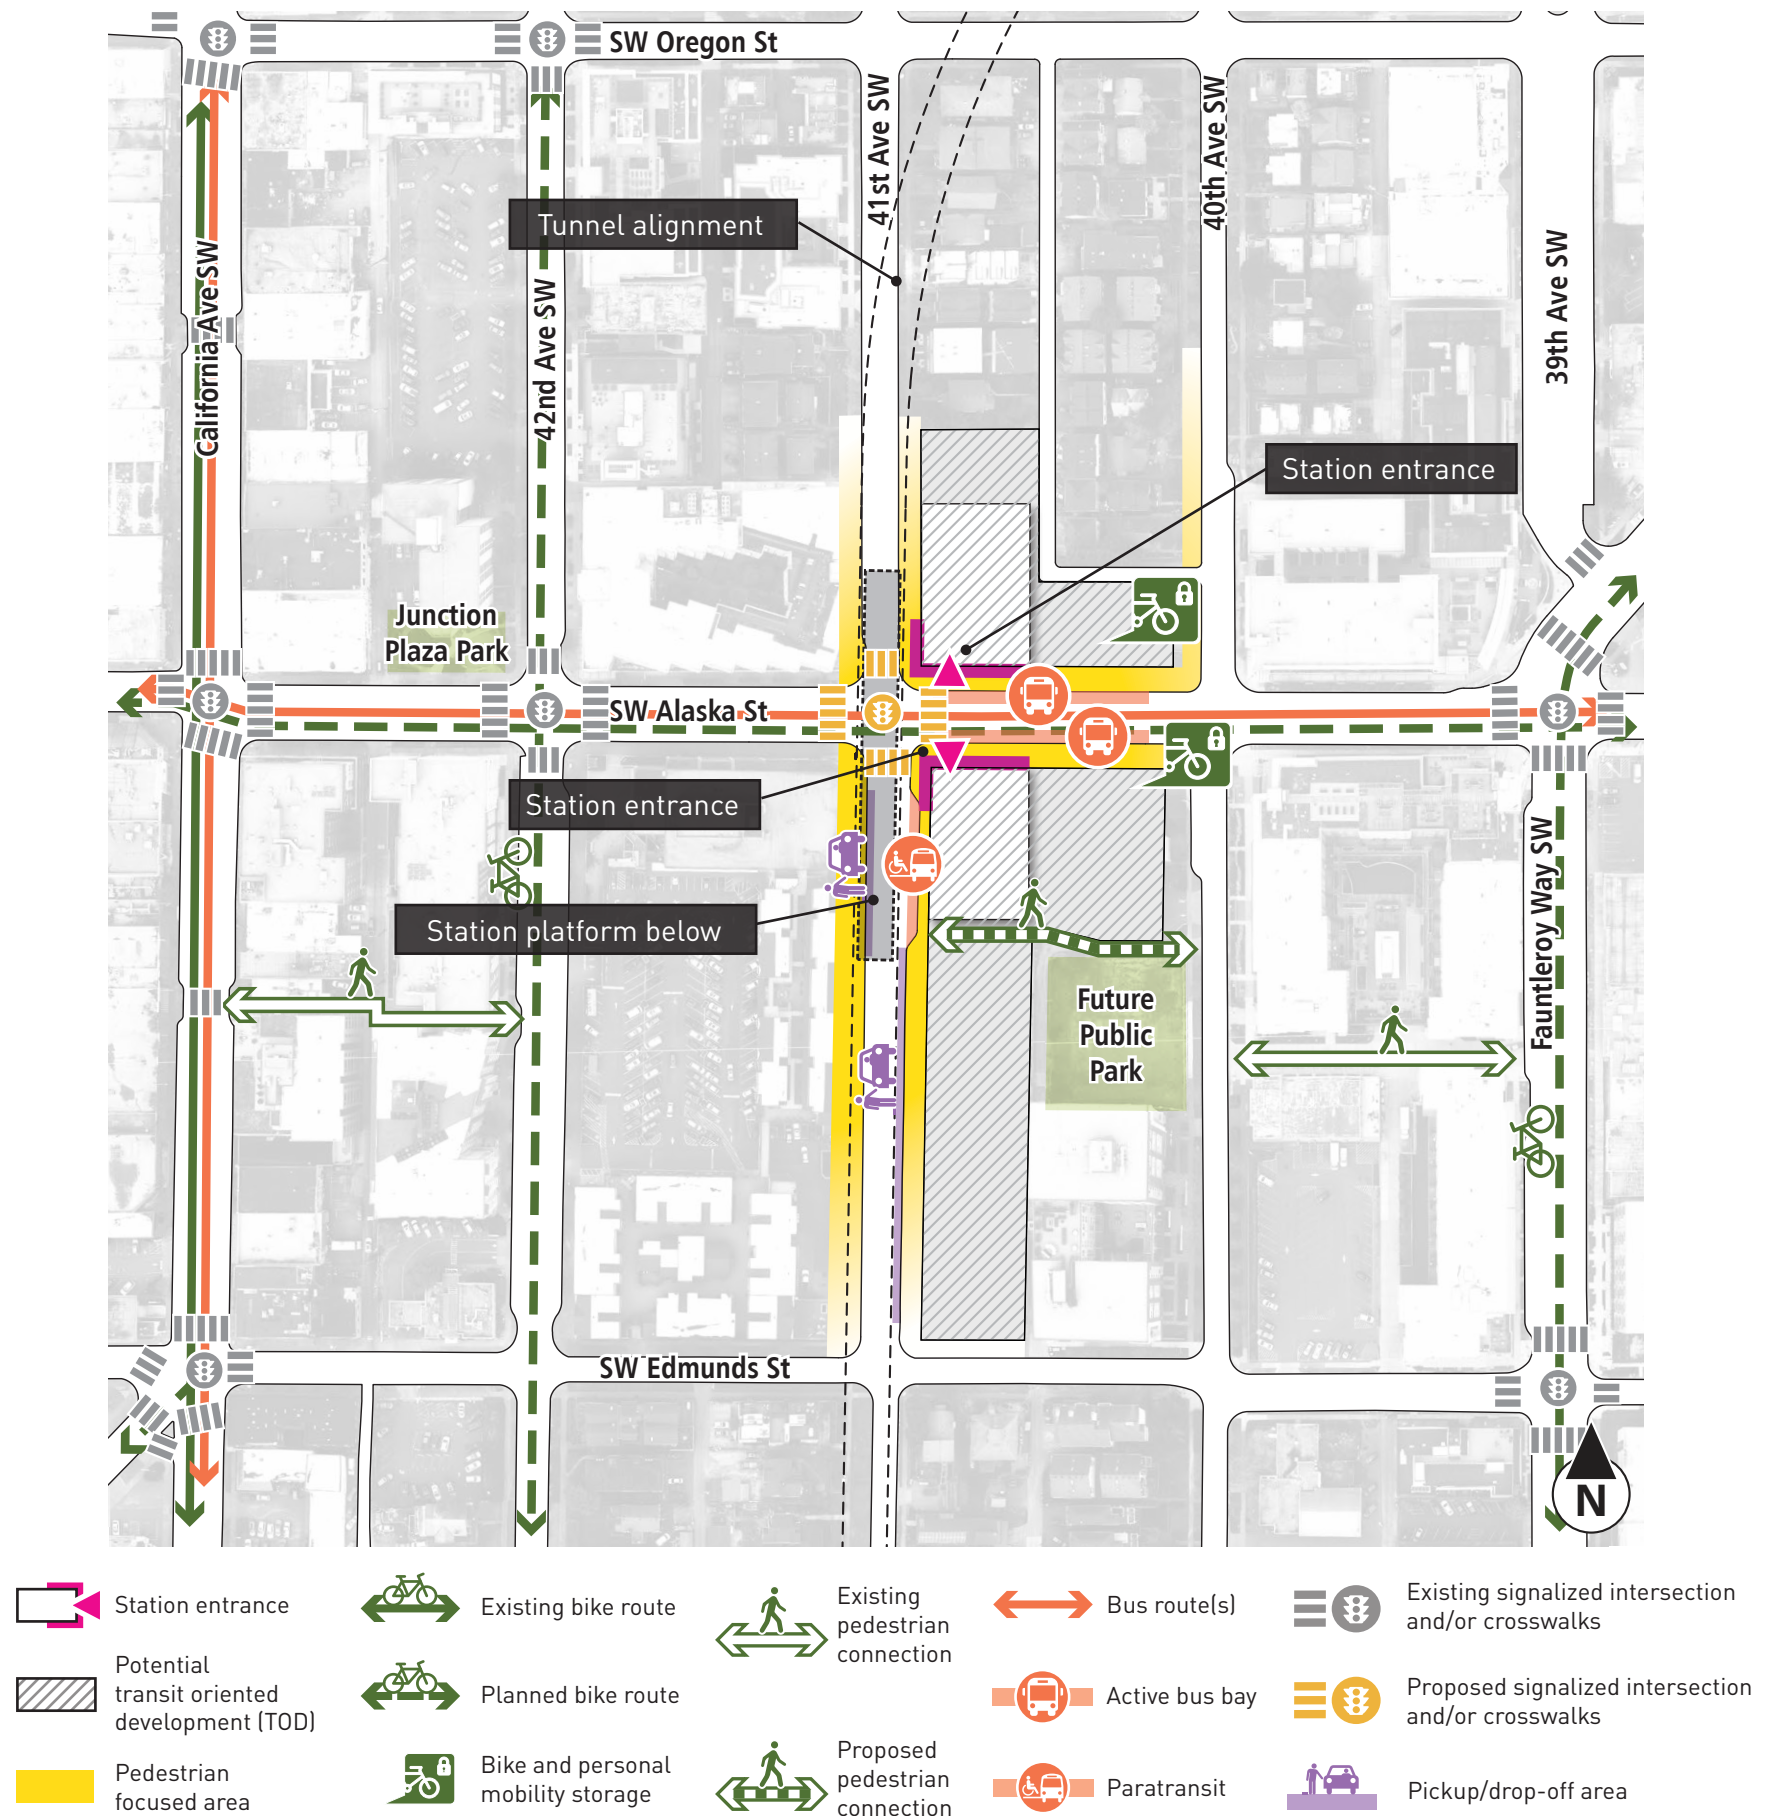 SW Oregon St
41st Ave SW
40th Ave SW
Tunnel alignment
California Ave SW
42nd Ave SW
39th Ave SW
Station entrance
Junction
Plaza Park
SW Alaska St
Station entrance
Station platform below
Fauntleroy Way SW
Future
Public
Park
SW Edmunds St
N
Station entrance
Potential
transit oriented
development (TOD)
Pedestrian
focused area
Existing bike route
Planned bike route
Bike and personal
mobility storage
Existing
pedestrian
connection
Proposed
pedestrian
connection
Bus route(s)
Active bus bay
Paratransit
Existing signalized intersection
and/or crosswalks
Proposed signalized intersection
and/or crosswalks
Pickup/drop-off area